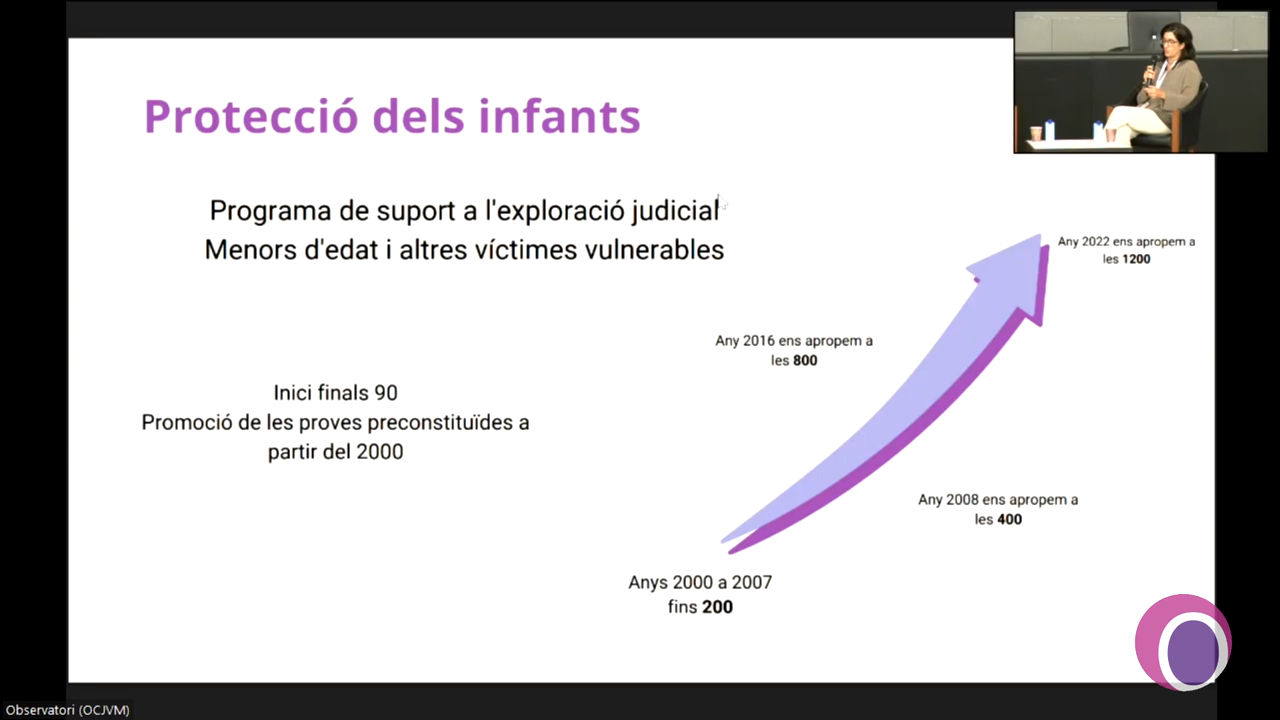 Protecció dels infants
Programa de suport a l'exploració judicial
Menors d'edat i altres víctimes vulnerables
Any 2022 ens apropem a
les 1200
Any 2016 ens apropem a
les 800
Inici finals 90
Promoció de les proves preconstituïdes a
partir del 2000
Any 2008 ens apropem a
les 400
Anys 2000 a 2007
fins 200
Observatori (OCJVM)